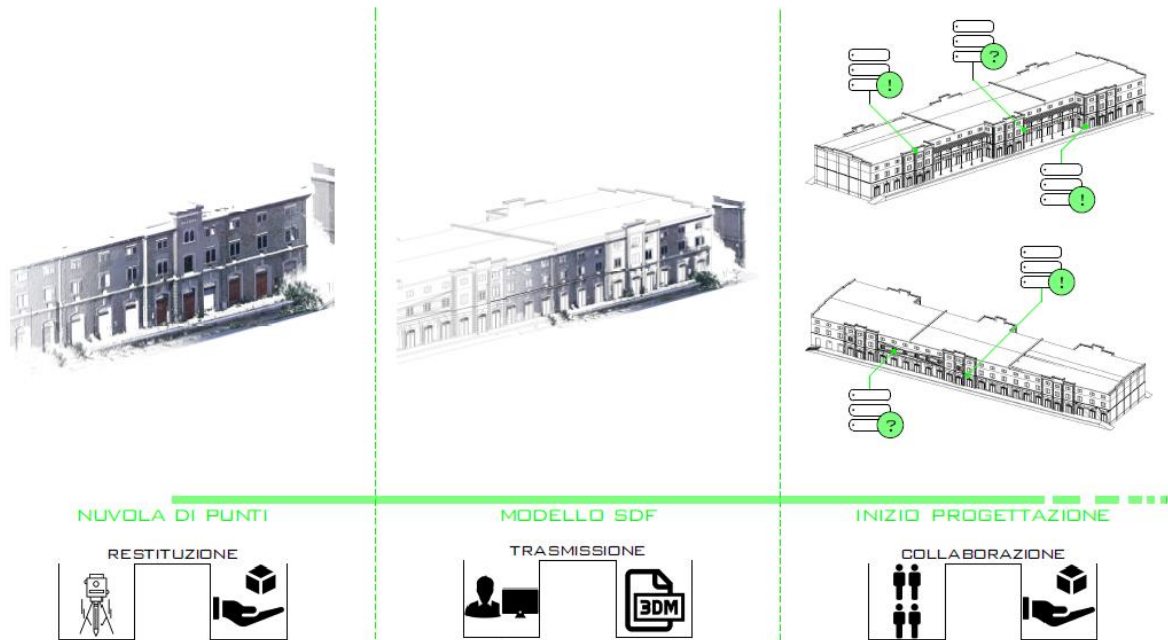 !
?
!
!
?
NUVOLA DI PUNTI
MODELLO SDF
INIZIO PROGETTAZIONE
RESTITUZIONE
TRASMISSIONE
COLLABORAZIONE
3DM